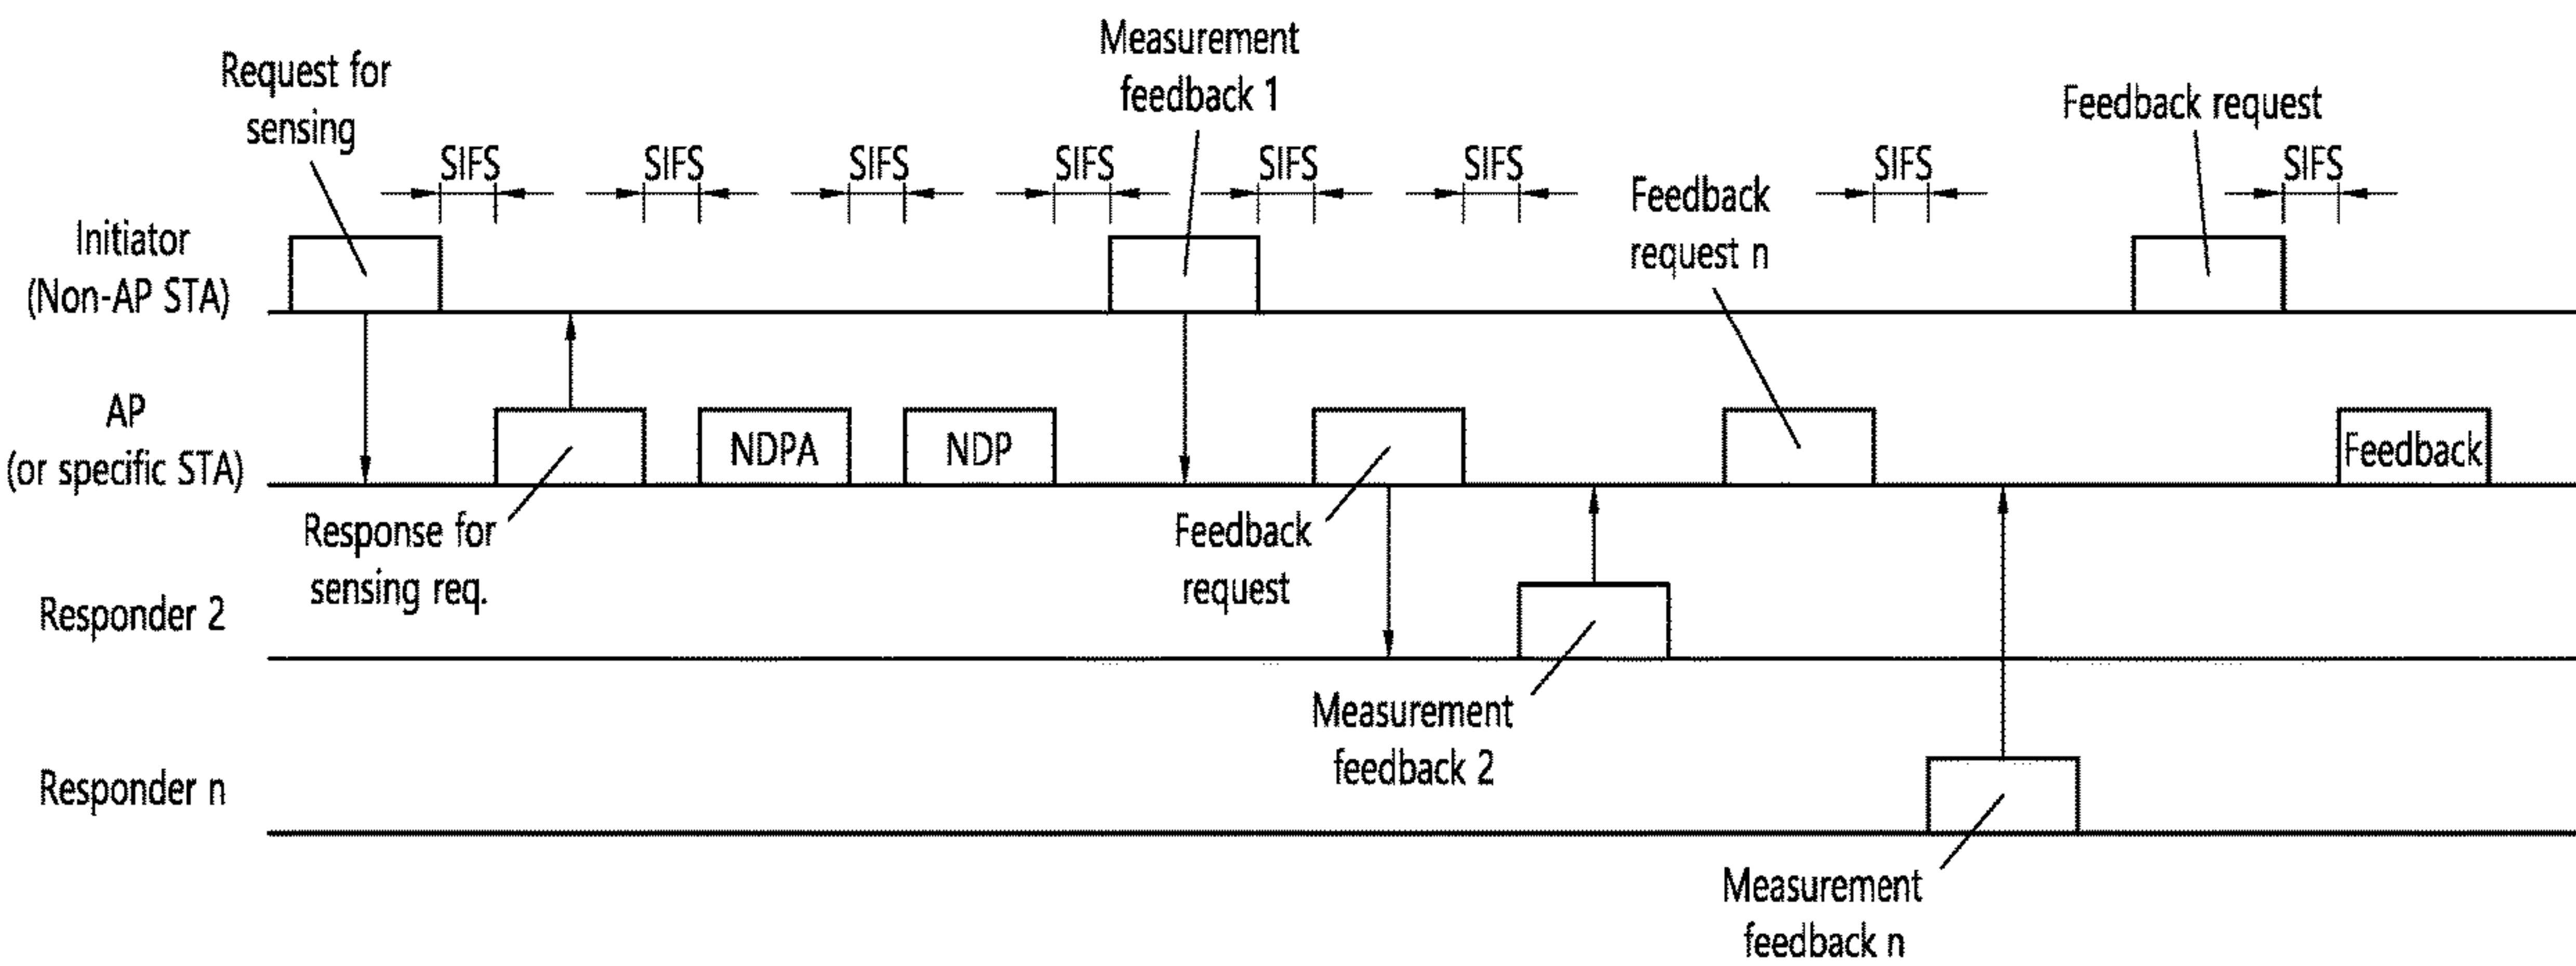 Measurement
feedback 1
Request for
sensing
Feedback request
SIFS
SIFS
SIFS
SIFS
SIFS
SIFS
SIFS
SIFS
Feedback
request n
Initiator
(Non-AP STA)
AP
(or specific STA)
NDPA
NDP
Feedback
Response for
sensing req.
Feedback
request
Responder 2
Measurement
feedback 2
Responder n
Measurement
feedback n